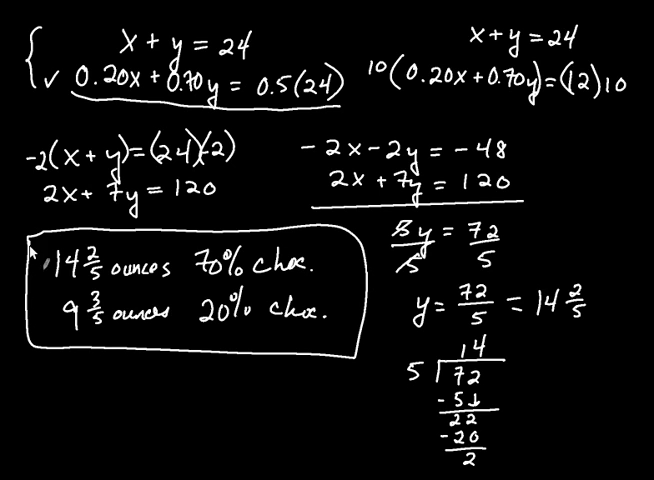 x + y = 24
✓ 0.20x + 0.70y = 0.5(24)
x + y = 24
10(0.20x + 0.70y) = (12)10
-2(x + y) = (24)(-2)
2x + 7y = 120
-2x - 2y = -48
2x + 7y = 120
5y/5 = 72/5
y = 72/5 = 14 2/5
14
5 72
-5↓
22
-20
2
14 2/5 ounces 70% choc.
9 3/5 ounces 20% choc.